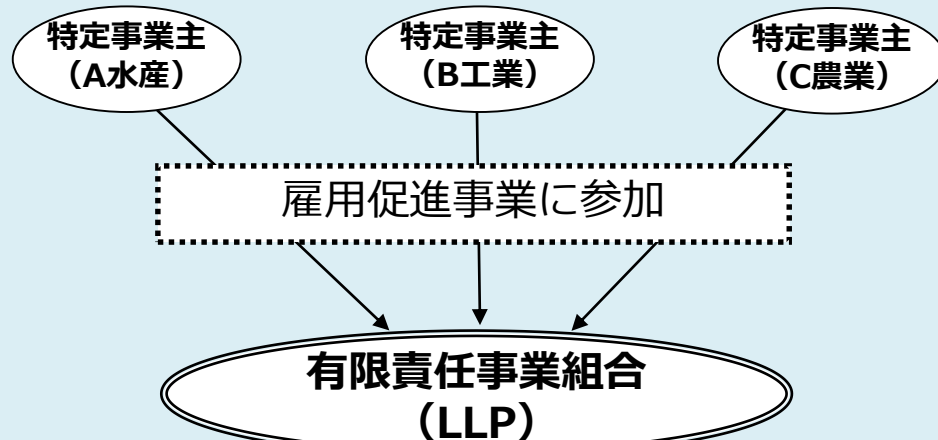 特定事業主
（A水産）
特定事業主
（B工業）
特定事業主
（C農業）
雇用促進事業に参加
有限責任事業組合
（LLP）